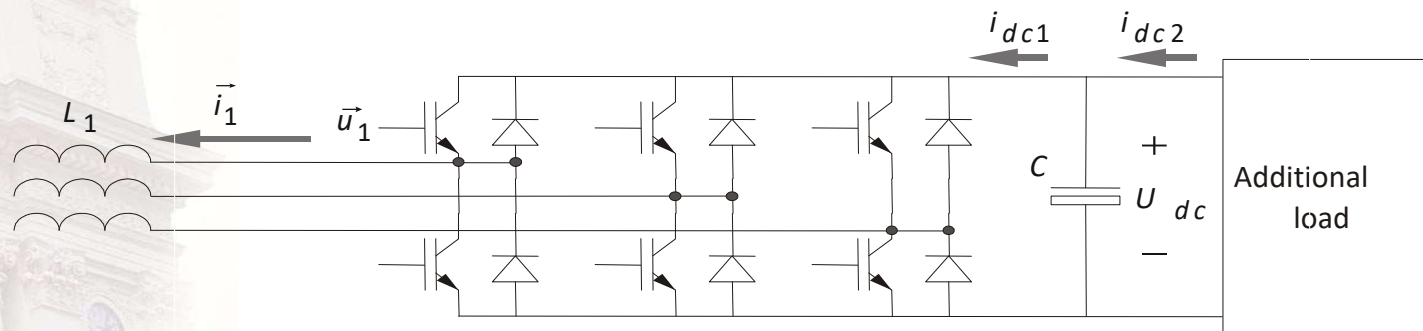 i dc1
i dc2
L 1
i 1
u 1
C
+
U dc
−
Additional
load